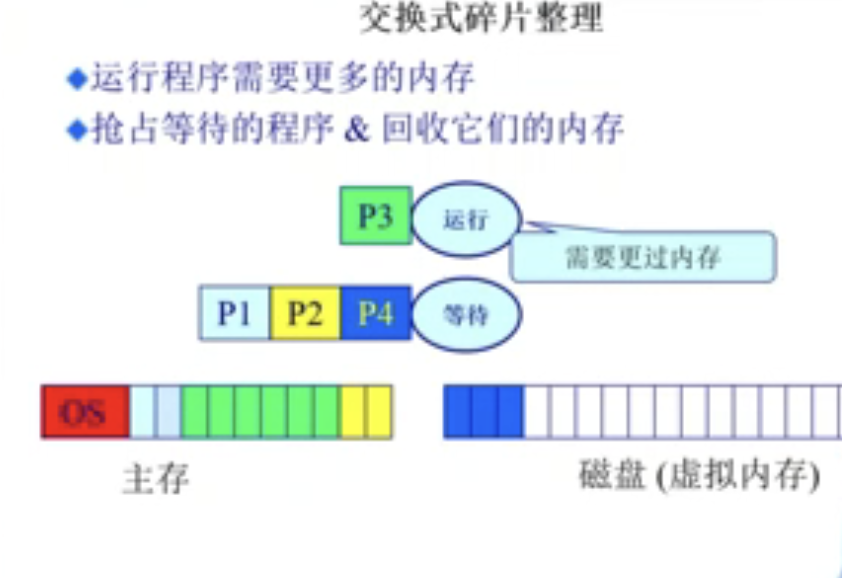 交换式碎片整理
◆运行程序需要更多的内存
◆抢占等待的程序 & 回收它们的内存
P3 运行
需要更过内存
P1 P2 P4 等待
OS
主存
磁盘 (虚拟内存)